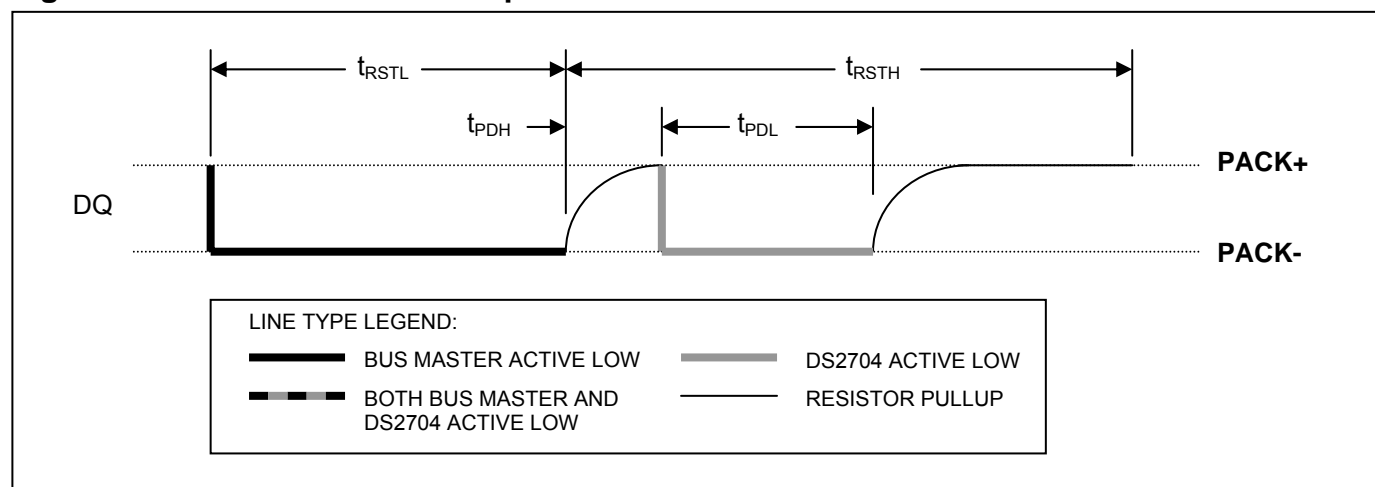 tRSTL
tRSTH
tPDH
tPDL
PACK+
DQ
PACK-
LINE TYPE LEGEND:
BUS MASTER ACTIVE LOW
DS2704 ACTIVE LOW
BOTH BUS MASTER AND
DS2704 ACTIVE LOW
RESISTOR PULLUP